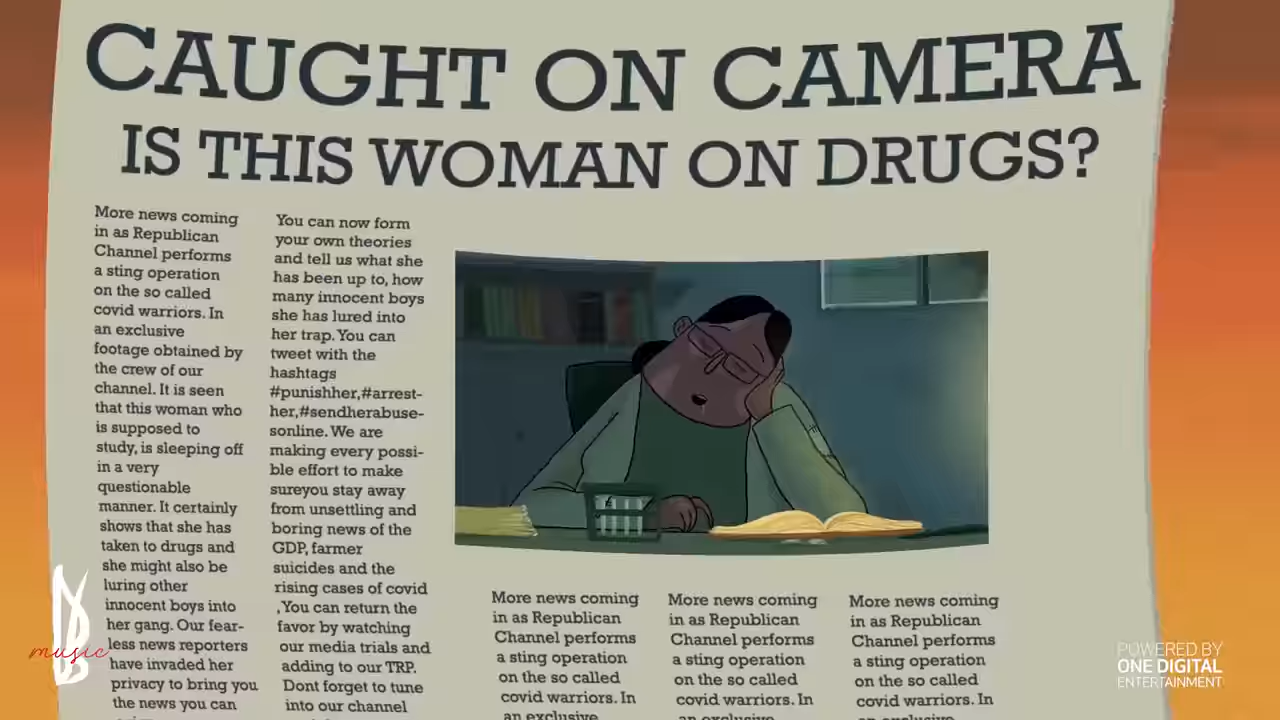 CAUGHT ON CAMERA
IS THIS WOMAN ON DRUGS?
More news coming
in as Republican
Channel performs
a sting operation
on the so called
covid warriors. In
an exclusive
footage obtained by
the crew of our
channel. It is seen
that this woman who
is supposed to
study, is sleeping off
in a very
questionable
manner. It certainly
shows that she has
taken to drugs and
she might also be
luring other
innocent boys into
her gang. Our fear-
less news reporters
have invaded her
privacy to bring you
the news you can
You can now form
your own theories
and tell us what she
has been up to, how
many innocent boys
she has lured into
her trap. You can
tweet with the
hashtags
#punishher,#arrest-
her,#sendherabuse-
sonline. We are
making every possi-
ble effort to make
sureyou stay away
from unsettling and
boring news of the
GDP, farmer
suicides and the
rising cases of covid
,You can return the
favor by watching
our media trials and
adding to our TRP.
Dont forget to tune
into our channel
More news coming
in as Republican
Channel performs
a sting operation
on the so called
covid warriors. In
an exclusive
More news coming
in as Republican
Channel performs
a sting operation
on the so called
covid warriors. In
an exclusive
More news coming
in as Republican
Channel performs
a sting operation
on the so called
covid warriors. In
an exclusive
music
POWERED BY
ONE DIGITAL
ENTERTAINMENT